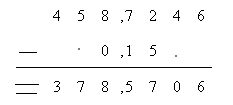 4 5 8 ,7 2 4 6
— · 0 ,1 5 .
= 3 7 8 ,5 7 0 6